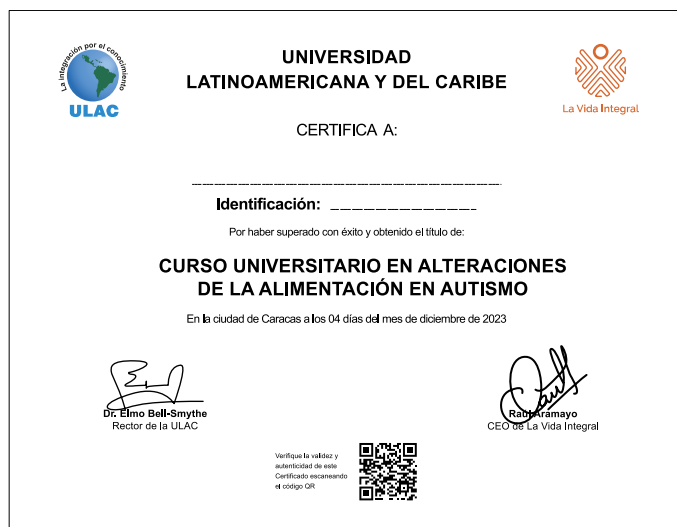 La integración por el conocimiento
ULAC
UNIVERSIDAD
LATINOAMERICANA Y DEL CARIBE
La Vida Integral
CERTIFICA A:
Identificación:
Por haber superado con éxito y obtenido el título de:
CURSO UNIVERSITARIO EN ALTERACIONES
DE LA ALIMENTACIÓN EN AUTISMO
En la ciudad de Caracas a los 04 días del mes de diciembre de 2023
Dr. Elmo Bell-Smythe
Rector de la ULAC
Raúl Aramayo
CEO de La Vida Integral
Verifique la validez y
autenticidad de este
Certificado escaneando
el código QR